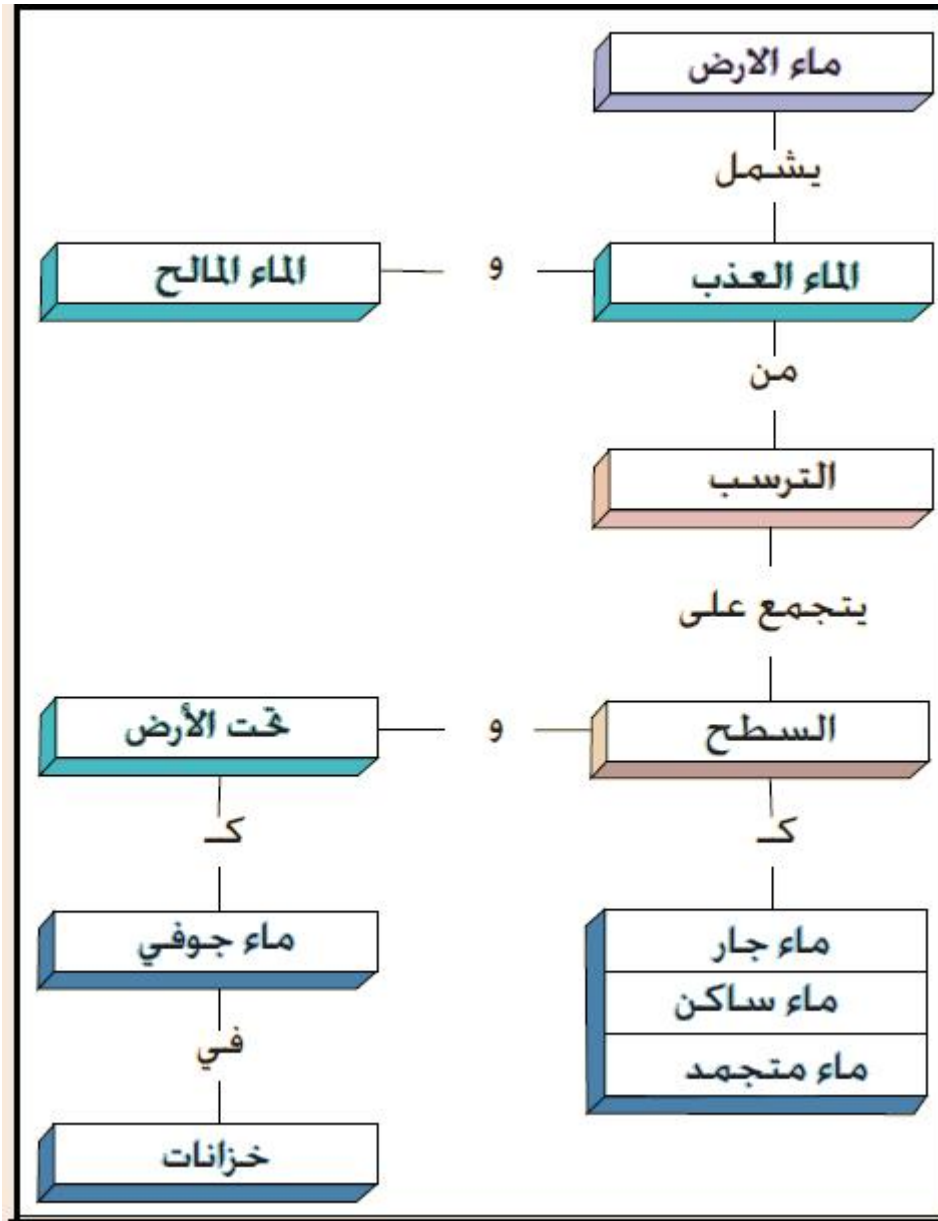 ماء الارض
يشمل
الماء العذب و الماء المالح
من
الترسب
يتجمع على
السطح و تحت الأرض
كـ كـ
ماء جار ماء جوفي
ماء ساكن
في
ماء متجمد
خزانات